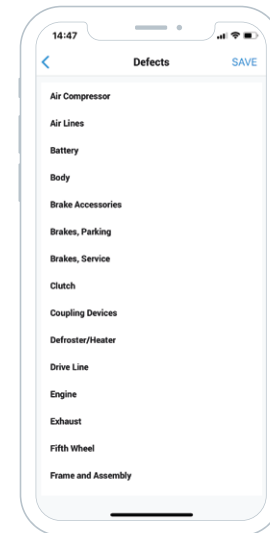 14:47
Defects SAVE
Air Compressor
Air Lines
Battery
Body
Brake Accessories
Brakes, Parking
Brakes, Service
Clutch
Coupling Devices
Defroster/Heater
Drive Line
Engine
Exhaust
Fifth Wheel
Frame and Assembly